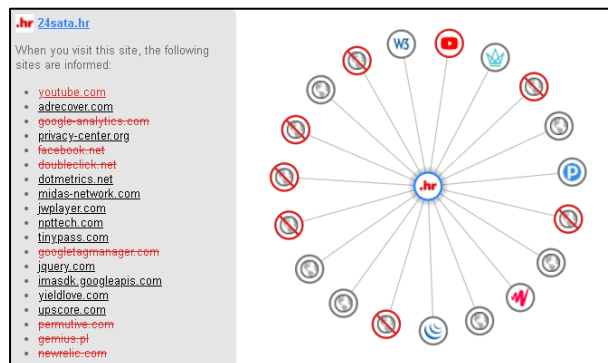 .hr 24sata.hr
When you visit this site, the following
sites are informed:
youtube.com
adrecover.com
google-analytics.com
privacy-center.org
facebook.net
doubleclick.net
dotmetrics.net
midas-network.com
jwplayer.com
npttech.com
tinypass.com
googletagmanager.com
jquery.com
imasdk.googleapis.com
yieldlove.com
upscore.com
permutive.com
gemius.pl
newrelic.com
W3
.hr